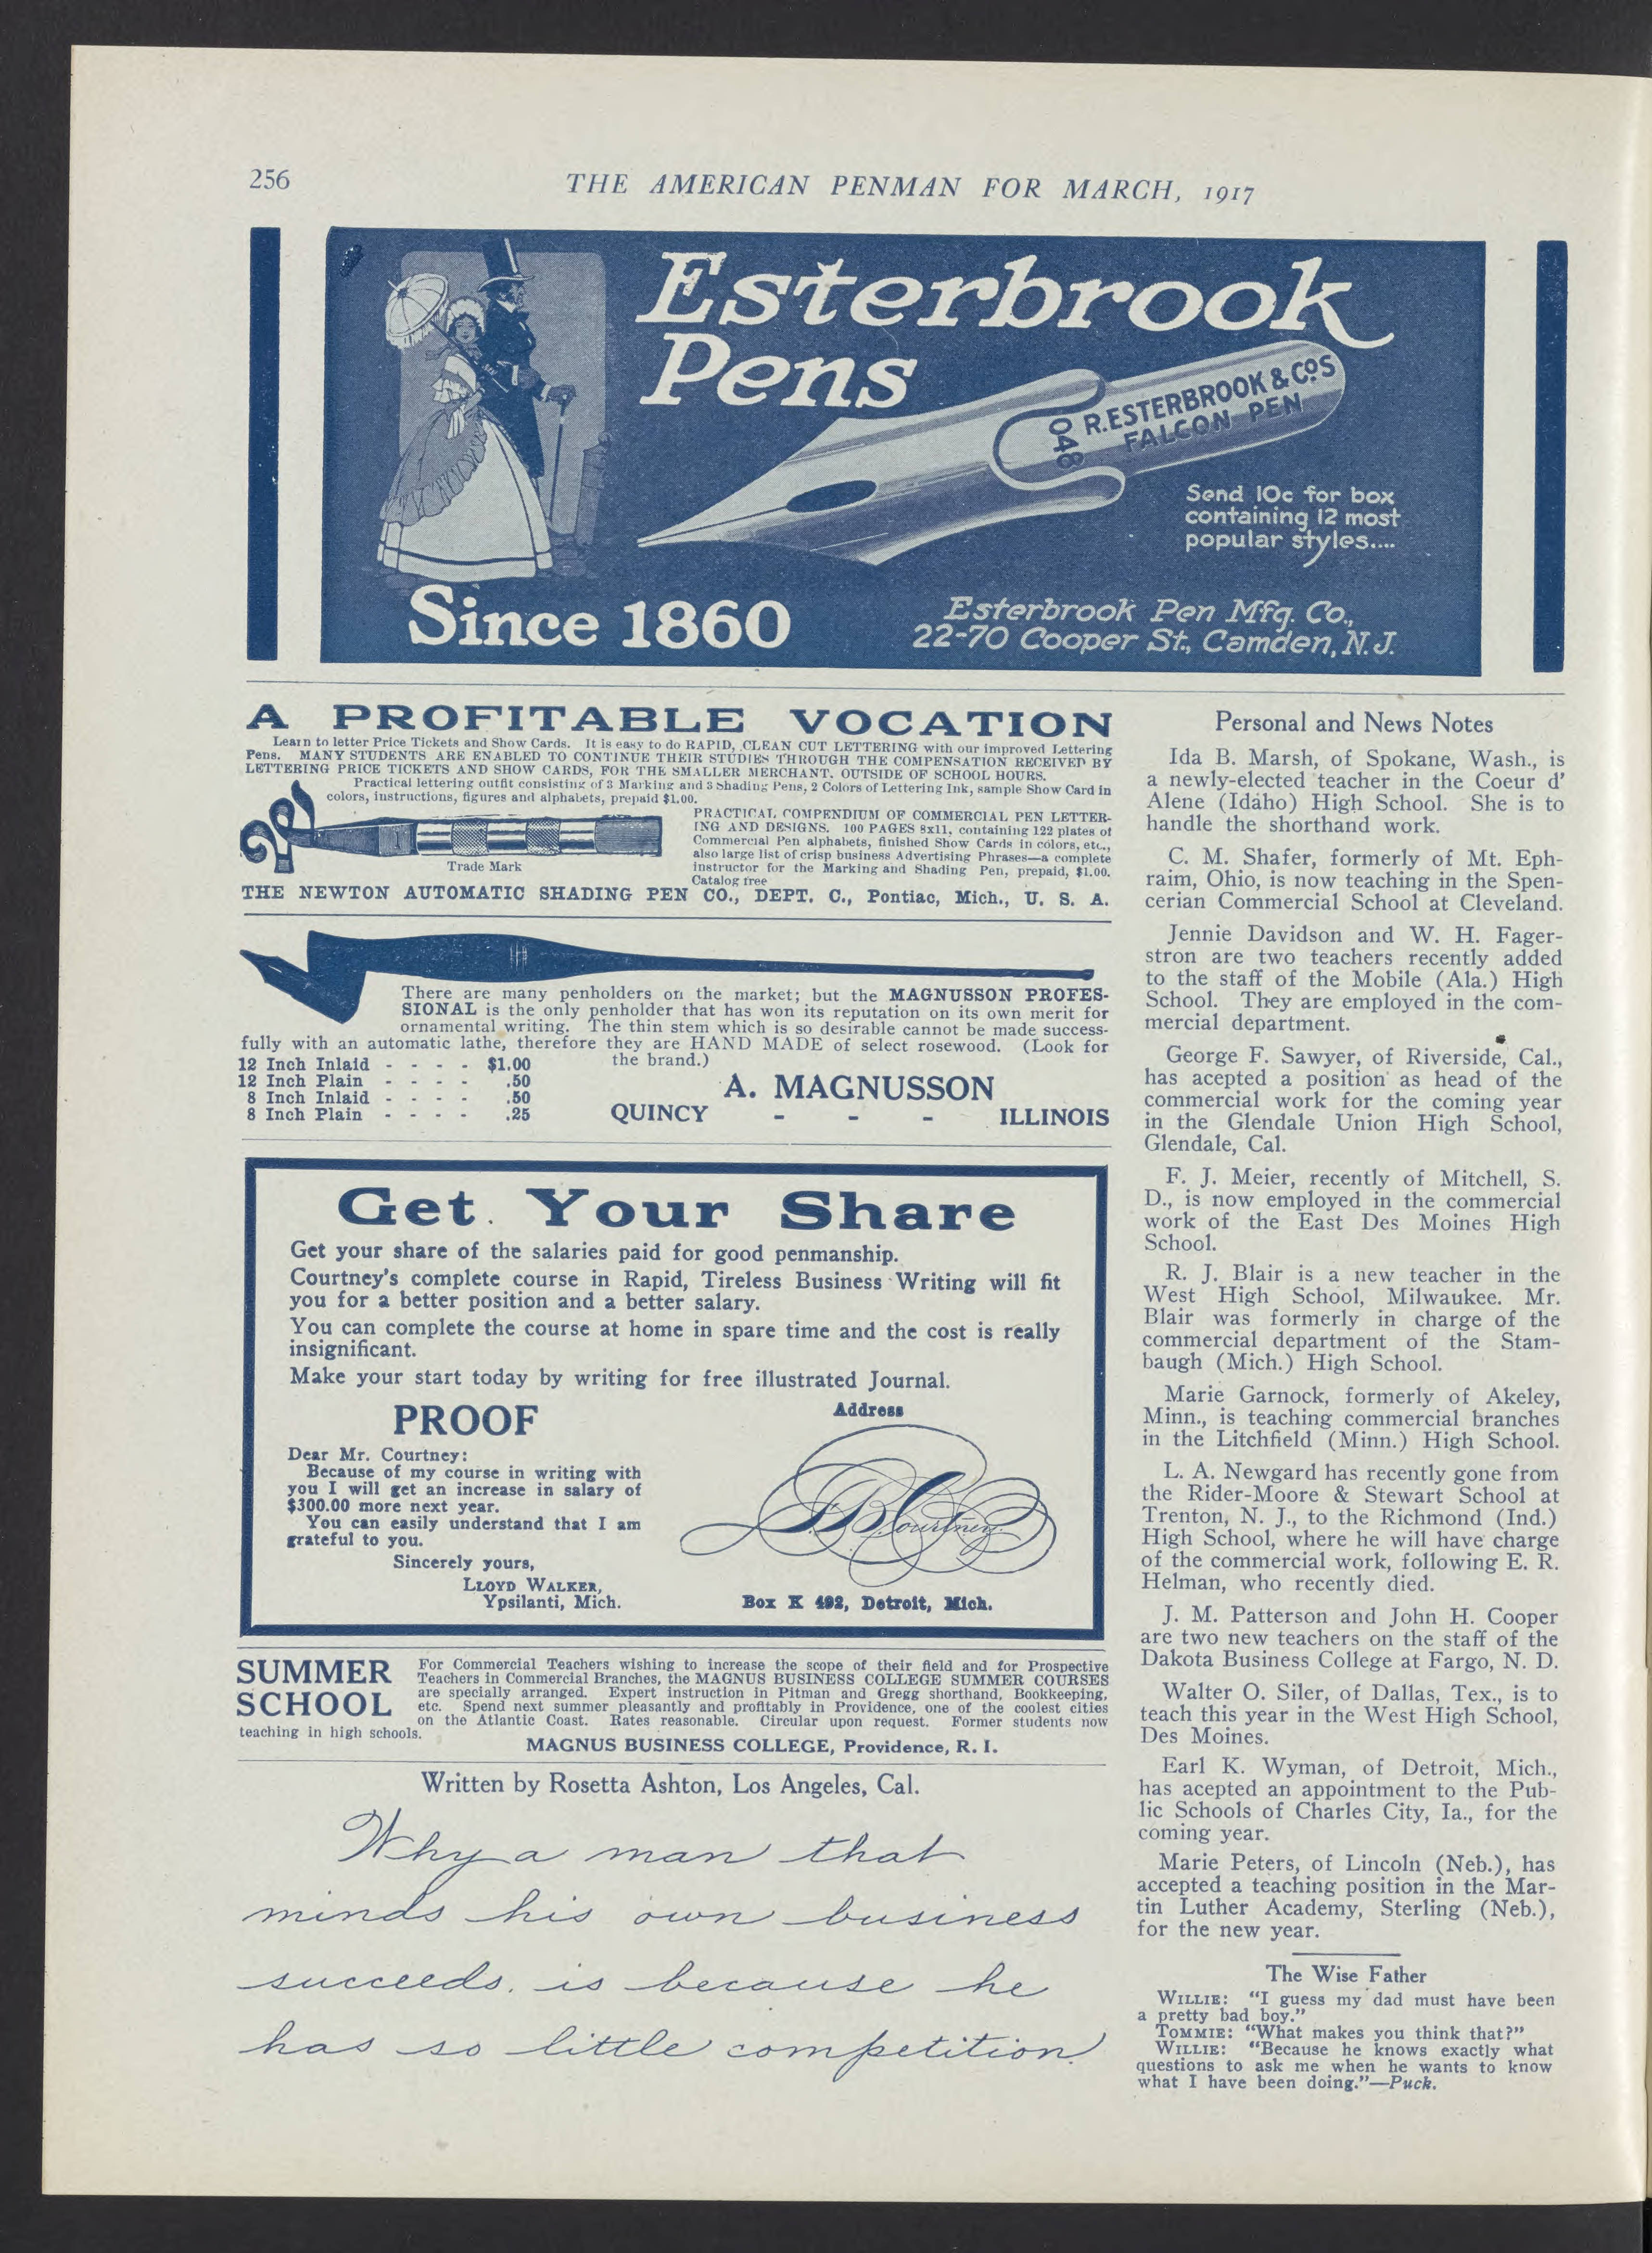 256
THE AMERICAN PENMAN FOR MARCH, 1917
Esterbrook
Pens
R.ESTERBROOK & CO'S
FALCON PEN
048
Send 10c for box
containing 12 most
popular styles....
Since 1860
Esterbrook Pen Mfg. Co.,
22-70 Cooper St., Camden, N.J.
A PROFITABLE VOCATION
Learn to letter Price Tickets and Show Cards. It is easy to do RAPID, CLEAN CUT LETTERING with our improved Lettering
Pens. MANY STUDENTS ARE ENABLED TO CONTINUE THEIR STUDIES THROUGH THE COMPENSATION RECEIVED BY
LETTERING PRICE TICKETS AND SHOW CARDS, FOR THE SMALLER MERCHANT, OUTSIDE OF SCHOOL HOURS.
Practical lettering outfit consisting of 3 Marking and 3 Shading Pens, 2 Colors of Lettering Ink, sample Show Card in
colors, instructions, figures and alphabets, prepaid $1.00.
PRACTICAL COMPENDIUM OF COMMERCIAL PEN LETTER-
ING AND DESIGNS. 100 PAGES 8x11, containing 122 plates of
Commercial Pen alphabets, finished Show Cards in colors, etc.,
also large list of crisp business Advertising Phrases—a complete
instructor for the Marking and Shading Pen, prepaid, $1.00.
Catalog free
Trade Mark
THE NEWTON AUTOMATIC SHADING PEN CO., DEPT. C., Pontiac, Mich., U. S. A.
There are many penholders on the market; but the MAGNUSSON PROFES-
SIONAL is the only penholder that has won its reputation on its own merit for
ornamental writing. The thin stem which is so desirable cannot be made success-
fully with an automatic lathe, therefore they are HAND MADE of select rosewood. (Look for
the brand.)
12 Inch Inlaid - - - - $1.00
12 Inch Plain - - - - .50
8 Inch Inlaid - - - - .50
8 Inch Plain - - - - .25
A. MAGNUSSON
QUINCY - - - ILLINOIS
Get Your Share
Get your share of the salaries paid for good penmanship.
Courtney's complete course in Rapid, Tireless Business Writing will fit
you for a better position and a better salary.
You can complete the course at home in spare time and the cost is really
insignificant.
Make your start today by writing for free illustrated Journal.
PROOF
Dear Mr. Courtney:
Because of my course in writing with
you I will get an increase in salary of
$300.00 more next year.
You can easily understand that I am
grateful to you.
Sincerely yours,
LLOYD WALKER,
Ypsilanti, Mich.
Address
Courtney
Box K 492, Detroit, Mich.
SUMMER
SCHOOL
For Commercial Teachers wishing to increase the scope of their field and for Prospective
Teachers in Commercial Branches, the MAGNUS BUSINESS COLLEGE SUMMER COURSES
are specially arranged. Expert instruction in Pitman and Gregg shorthand, Bookkeeping,
etc. Spend next summer pleasantly and profitably in Providence, one of the coolest cities
on the Atlantic Coast. Rates reasonable. Circular upon request. Former students now
teaching in high schools.
MAGNUS BUSINESS COLLEGE, Providence, R. I.
Written by Rosetta Ashton, Los Angeles, Cal.
Why a man that
minds his own business
succeeds, is because he
has so little competition.
Personal and News Notes
Ida B. Marsh, of Spokane, Wash., is
a newly-elected teacher in the Coeur d'
Alene (Idaho) High School. She is to
handle the shorthand work.
C. M. Shafer, formerly of Mt. Eph-
raim, Ohio, is now teaching in the Spen-
cerian Commercial School at Cleveland.
Jennie Davidson and W. H. Fager-
stron are two teachers recently added
to the staff of the Mobile (Ala.) High
School. They are employed in the com-
mercial department.
George F. Sawyer, of Riverside, Cal.,
has acepted a position as head of the
commercial work for the coming year
in the Glendale Union High School,
Glendale, Cal.
F. J. Meier, recently of Mitchell, S.
D., is now employed in the commercial
work of the East Des Moines High
School.
R. J. Blair is a new teacher in the
West High School, Milwaukee. Mr.
Blair was formerly in charge of the
commercial department of the Stam-
baugh (Mich.) High School.
Marie Garnock, formerly of Akeley,
Minn., is teaching commercial branches
in the Litchfield (Minn.) High School.
L. A. Newgard has recently gone from
the Rider-Moore & Stewart School at
Trenton, N. J., to the Richmond (Ind.)
High School, where he will have charge
of the commercial work, following E. R.
Helman, who recently died.
J. M. Patterson and John H. Cooper
are two new teachers on the staff of the
Dakota Business College at Fargo, N. D.
Walter O. Siler, of Dallas, Tex., is to
teach this year in the West High School,
Des Moines.
Earl K. Wyman, of Detroit, Mich.,
has acepted an appointment to the Pub-
lic Schools of Charles City, Ia., for the
coming year.
Marie Peters, of Lincoln (Neb.), has
accepted a teaching position in the Mar-
tin Luther Academy, Sterling (Neb.),
for the new year.
The Wise Father
WILLIE: "I guess my dad must have been
a pretty bad boy."
TOMMIE: "What makes you think that?"
WILLIE: "Because he knows exactly what
questions to ask me when he wants to know
what I have been doing."—Puck.